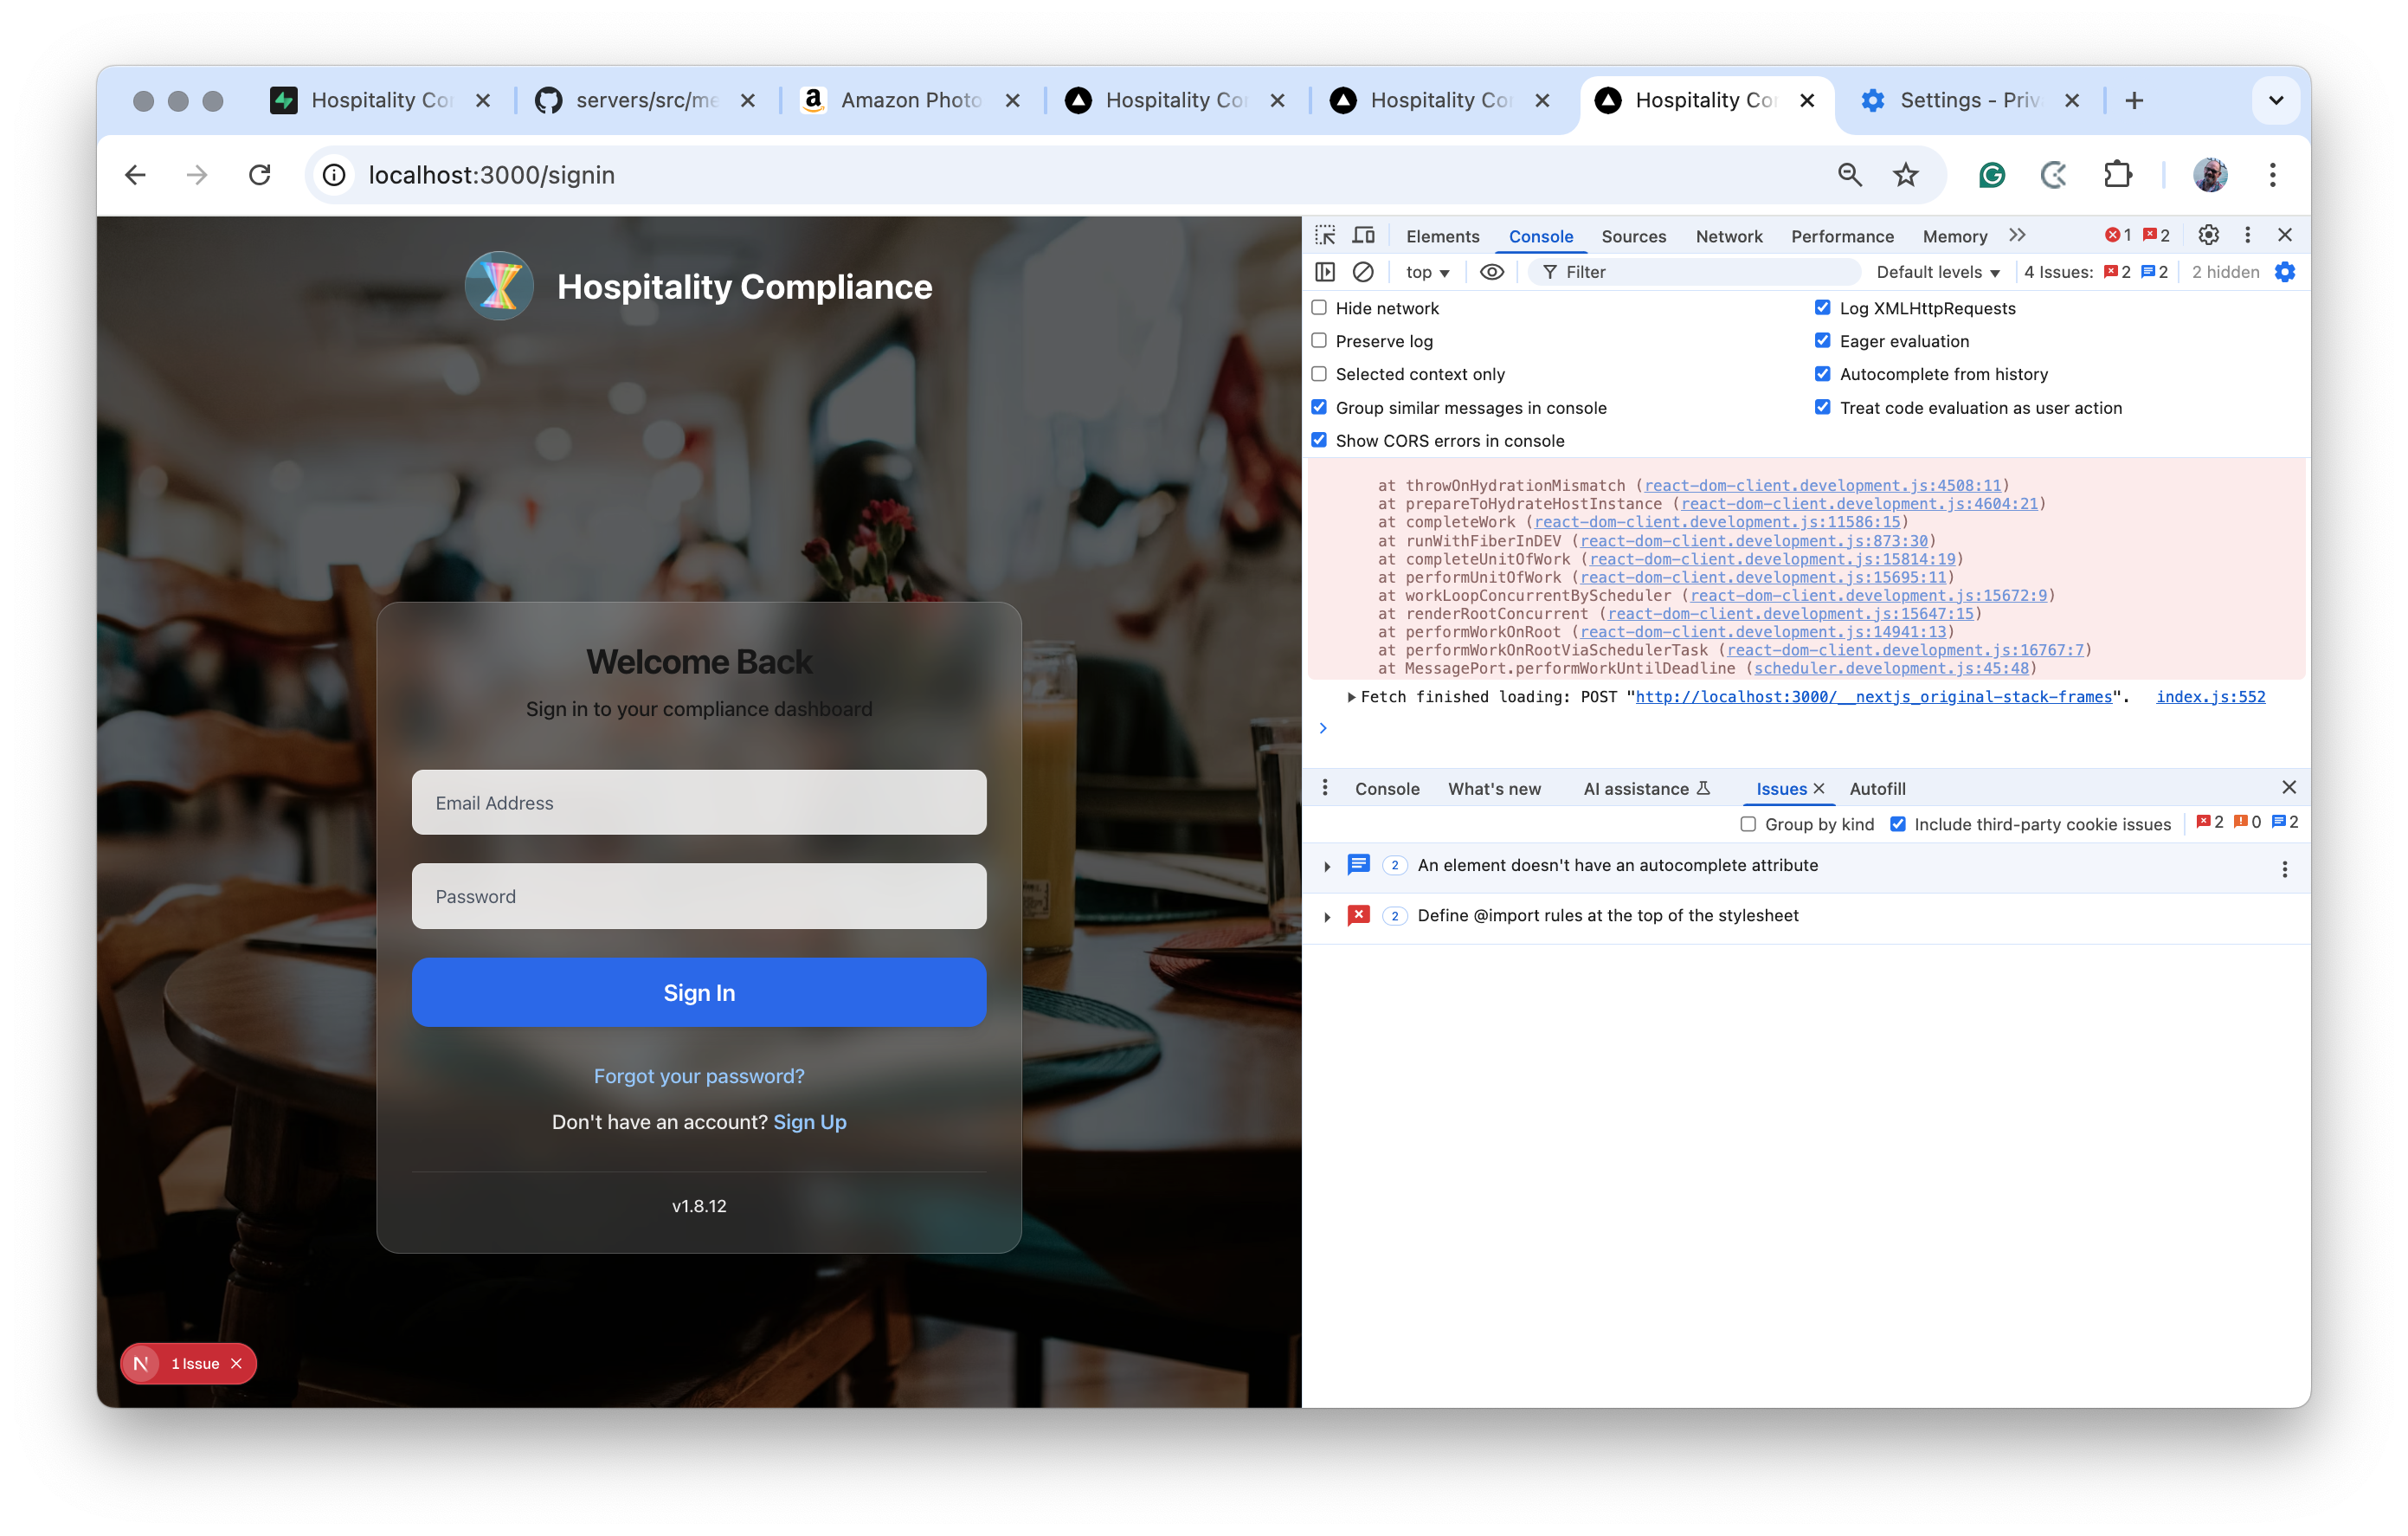 Hospitality Co
servers/src/me
Amazon Photo
Hospitality Co
Hospitality Co
Hospitality Co
Settings - Priv
localhost:3000/signin
Hospitality Compliance
Welcome Back
Sign in to your compliance dashboard
Email Address
Password
Sign In
Forgot your password?
Don't have an account? Sign Up
v1.8.12
N 1 Issue
Elements Console Sources Network Performance Memory 1 2
top Filter Default levels 4 Issues: 2 2 2 hidden
Hide network Log XMLHttpRequests
Preserve log Eager evaluation
Selected context only Autocomplete from history
Group similar messages in console Treat code evaluation as user action
Show CORS errors in console
at throwOnHydrationMismatch (react-dom-client.development.js:4508:11)
at prepareToHydrateHostInstance (react-dom-client.development.js:4604:21)
at completeWork (react-dom-client.development.js:11586:15)
at runWithFiberInDEV (react-dom-client.development.js:873:30)
at completeUnitOfWork (react-dom-client.development.js:15814:19)
at performUnitOfWork (react-dom-client.development.js:15695:11)
at workLoopConcurrentByScheduler (react-dom-client.development.js:15672:9)
at renderRootConcurrent (react-dom-client.development.js:15647:15)
at performWorkOnRoot (react-dom-client.development.js:14941:13)
at performWorkOnRootViaSchedulerTask (react-dom-client.development.js:16767:7)
at MessagePort.performWorkUntilDeadline (scheduler.development.js:45:48)
Fetch finished loading: POST "http://localhost:3000/__nextjs_original-stack-frames". index.js:552
Console What's new AI assistance Issues Autofill
Group by kind Include third-party cookie issues 2 0 2
2 An element doesn't have an autocomplete attribute
2 Define @import rules at the top of the stylesheet